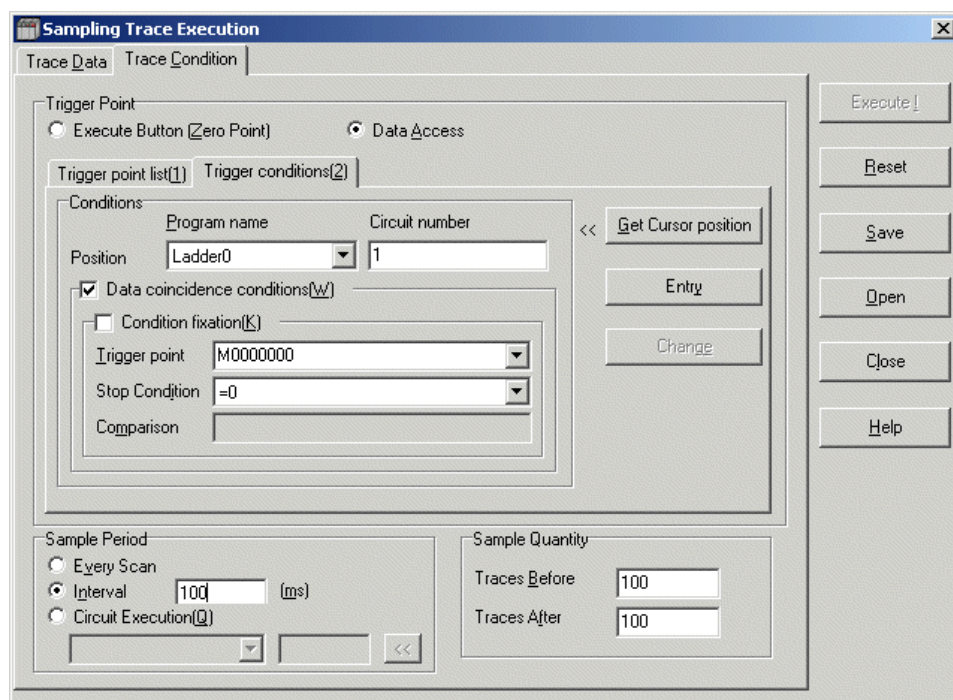 Sampling Trace Execution
Trace Data Trace Condition
Trigger Point
Execute Button (Zero Point) Data Access
Execute I
Trigger point list(1) Trigger conditions(2)
Reset
Conditions
Program name Circuit number
<< Get Cursor position
Save
Position Ladder0 1
Data coincidence conditions(W)
Entry
Open
Condition fixation(K)
Trigger point M0000000
Change
Close
Stop Condition =0
Comparison
Help
Sample Period
Every Scan
Interval 100 (ms)
Circuit Execution(Q)
<<
Sample Quantity
Traces Before 100
Traces After 100